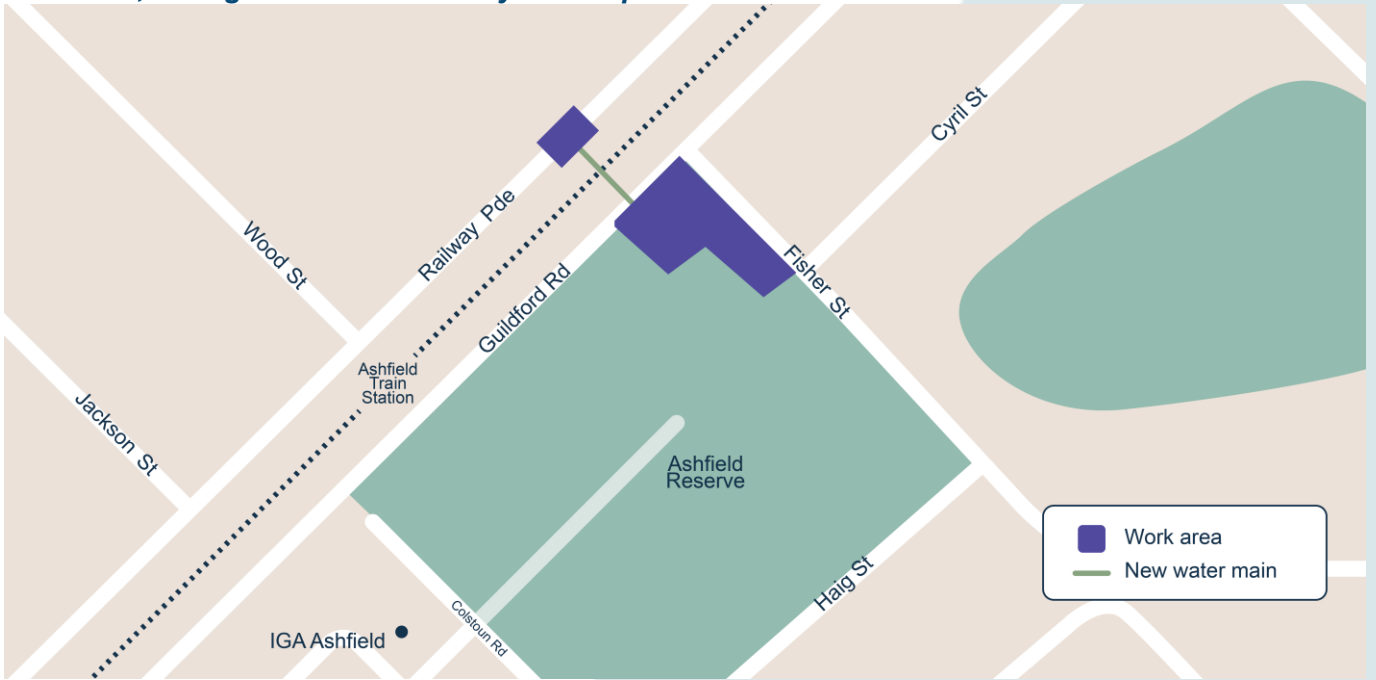 Cyril St
Wood St
Railway Pde
Fisher St
Guildford Rd
Ashfield
Train
Station
Jackson St
Ashfield
Reserve
Work area
New water main
Haig St
Colstoun Rd
IGA Ashfield